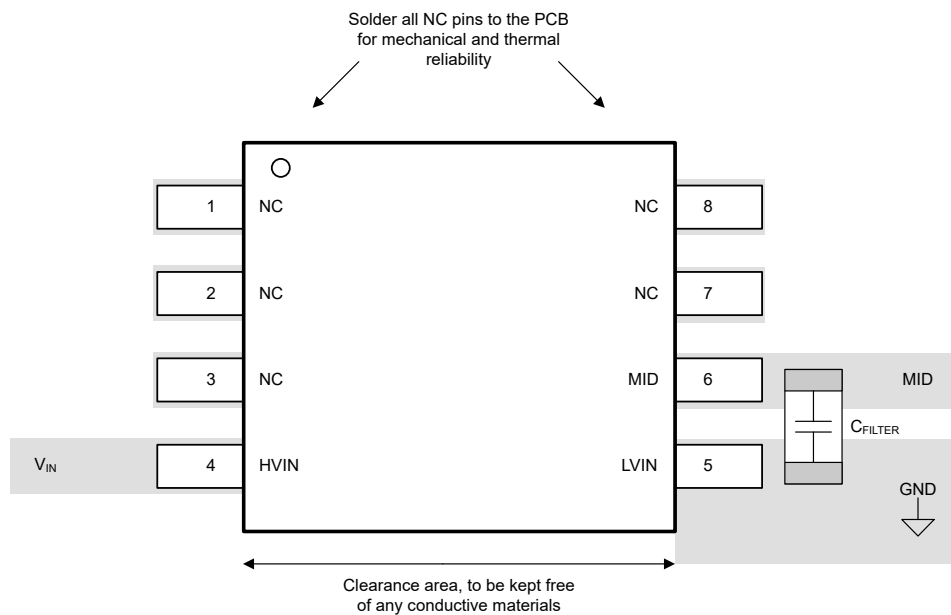 Solder all NC pins to the PCB
for mechanical and thermal
reliability
1 NC NC 8
2 NC NC 7
3 NC MID 6 MID
C_FILTER
V_IN 4 HVIN LVIN 5
GND
Clearance area, to be kept free
of any conductive materials